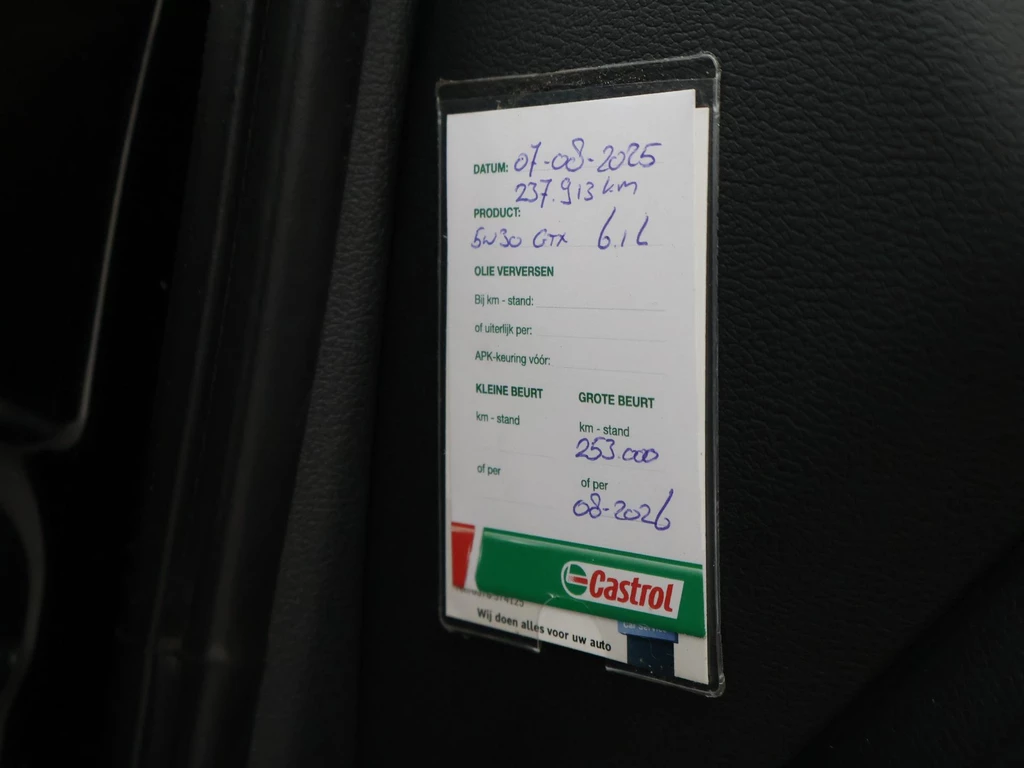 DATUM: 07-08-2025
237.913 km
PRODUCT:
5W30 GTX 6.1L
OLIE VERVERSEN
Bij km - stand:
of uiterlijk per:
APK-keuring vóór:
KLEINE BEURT GROTE BEURT
km - stand km - stand
253.000
of per of per
08-2026
Castrol
Wij doen alles voor uw auto